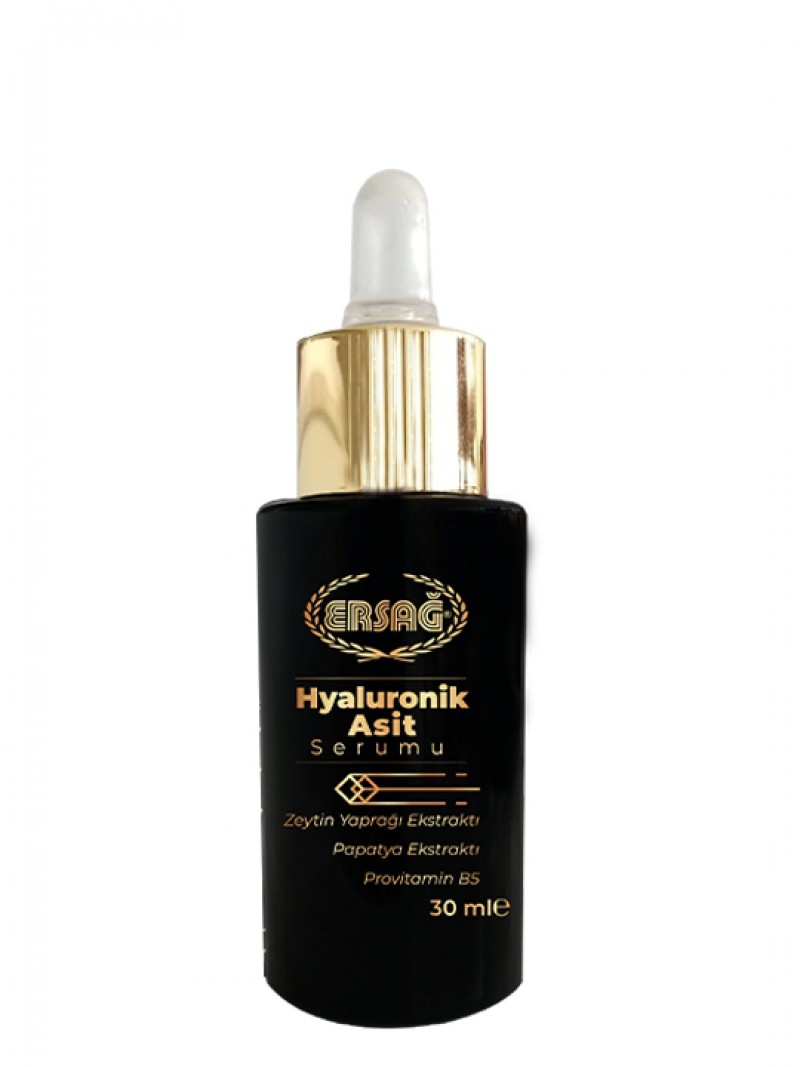 ERSAĞ®
Hyaluronik
Asit
Serumu
Zeytin Yaprağı Ekstraktı
Papatya Ekstraktı
Provitamin B5
30 ml℮